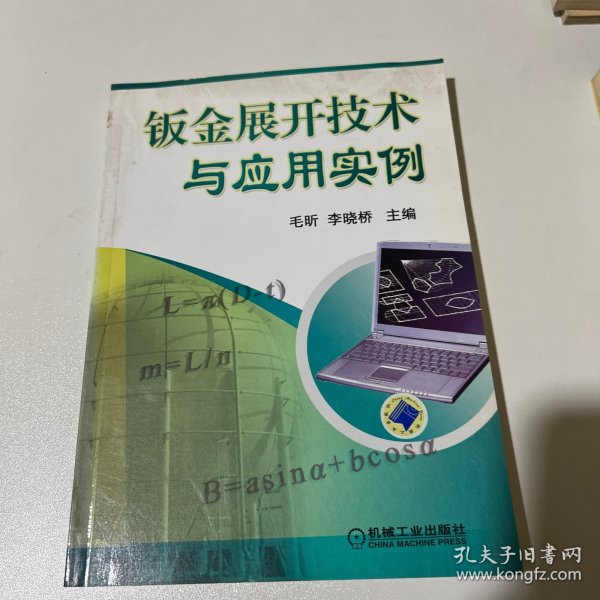 钣金展开技术
与应用实例
毛昕 李晓桥 主编
L=π(D-t)
m=L/n
B=asinα+bcosα
机械工业出版社
CHINA MACHINE PRESS
孔夫子旧书网
www.kongfz.com